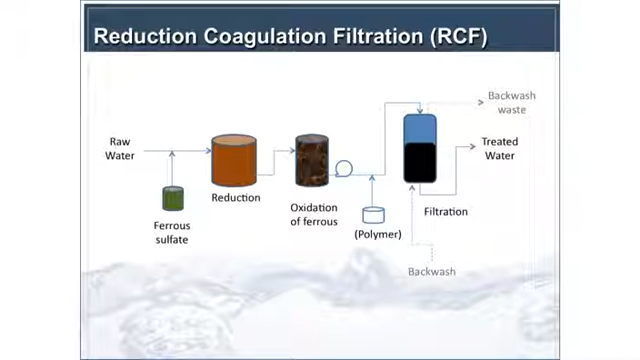 Reduction Coagulation Filtration (RCF)
Backwash
waste
Raw
Water
Treated
Water
Reduction
Oxidation
of ferrous
Filtration
Ferrous
sulfate
(Polymer)
Backwash